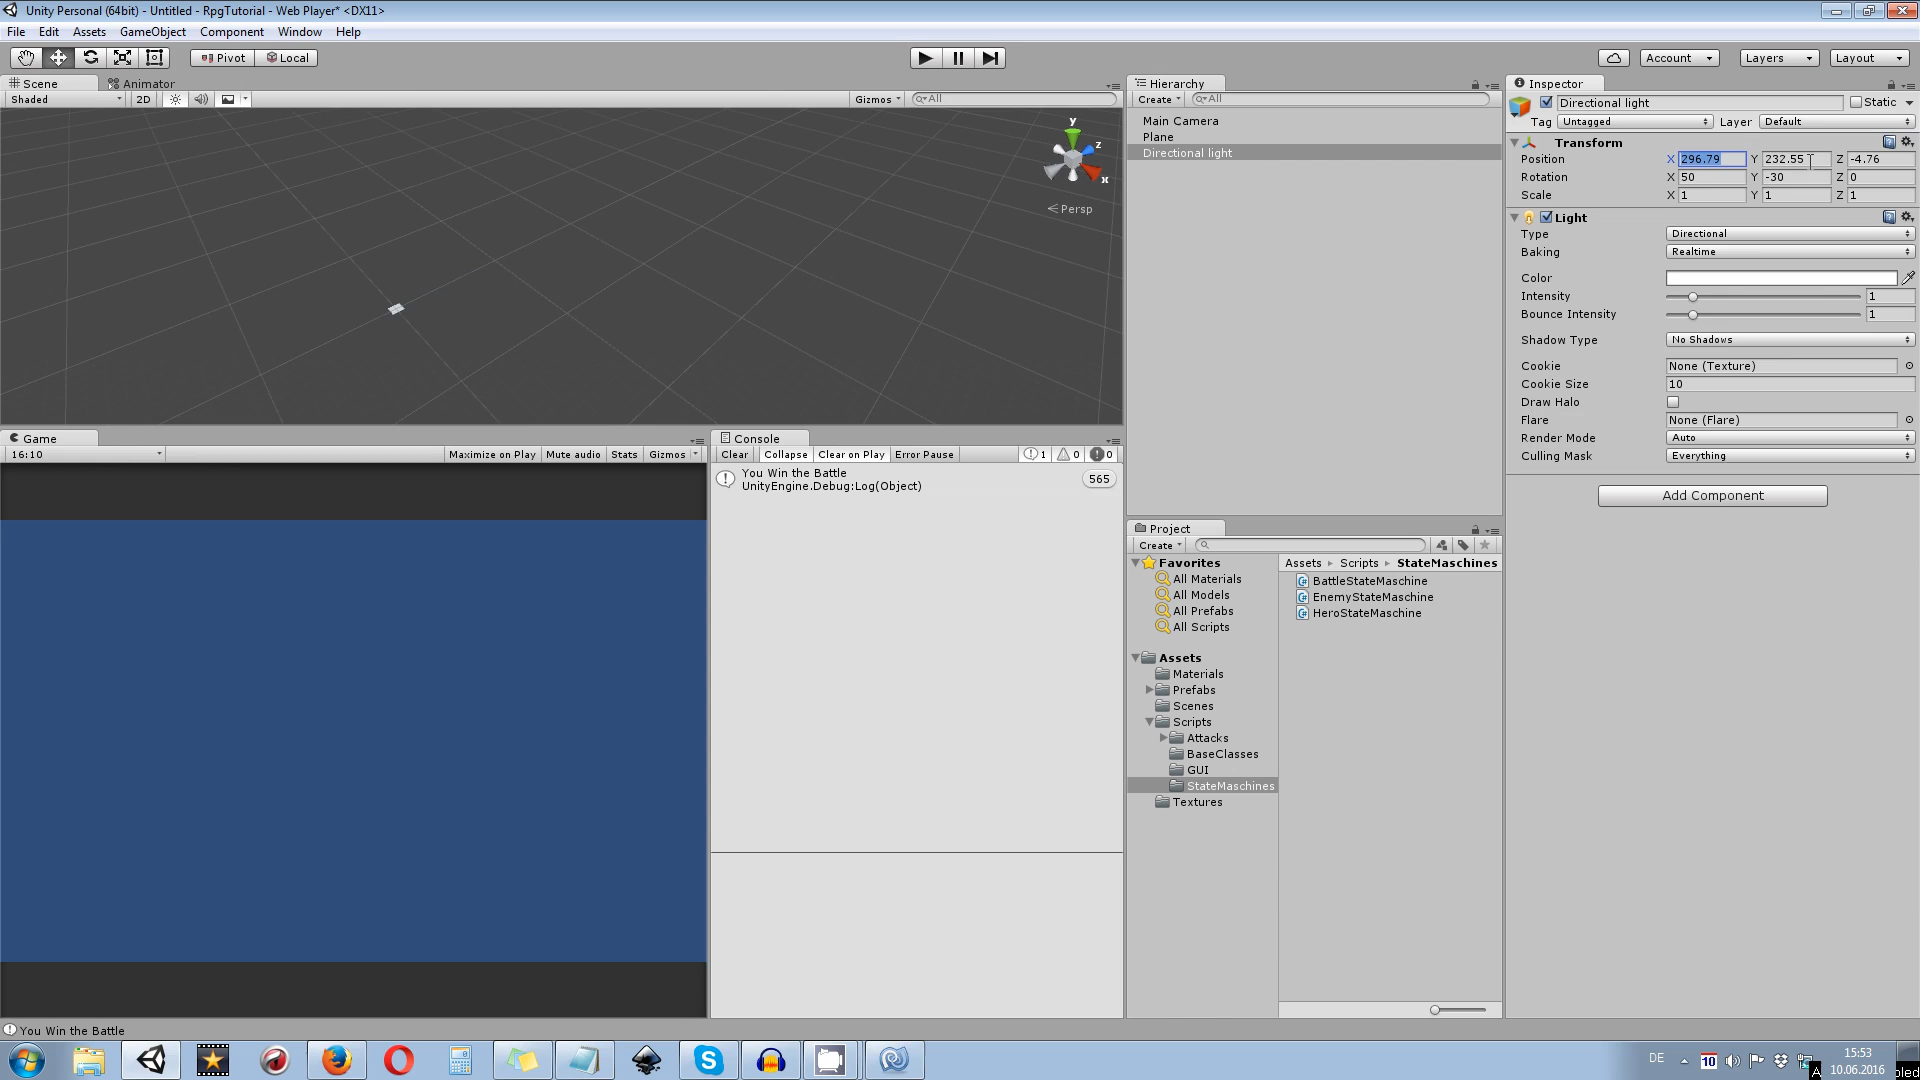 Unity Personal (64bit) - Untitled - RpgTutorial - Web Player* <DX11>
File Edit Assets GameObject Component Window Help
Pivot Local Account Layers Layout
Scene Animator
Shaded 2D Gizmos All
y
z
x
Persp
Hierarchy
Create All
Main Camera
Plane
Directional light
Inspector
Directional light Static
Tag Untagged Layer Default
Transform
Position X 296.79 Y 232.55 Z -4.76
Rotation X 50 Y -30 Z 0
Scale X 1 Y 1 Z 1
Light
Type Directional
Baking Realtime
Color
Intensity 1
Bounce Intensity 1
Shadow Type No Shadows
Cookie None (Texture)
Cookie Size 10
Draw Halo
Flare None (Flare)
Render Mode Auto
Culling Mask Everything
Add Component
Game
16:10 Maximize on Play Mute audio Stats Gizmos
Console
Clear Collapse Clear on Play Error Pause 1 0 0
You Win the Battle
UnityEngine.Debug:Log(Object)
565
Project
Create
Favorites
All Materials
All Models
All Prefabs
All Scripts
Assets
Materials
Prefabs
Scenes
Scripts
Attacks
BaseClasses
GUI
StateMaschines
Textures
Assets Scripts StateMaschines
BattleStateMaschine
EnemyStateMaschine
HeroStateMaschine
You Win the Battle
DE 10 15:53
10.06.2016